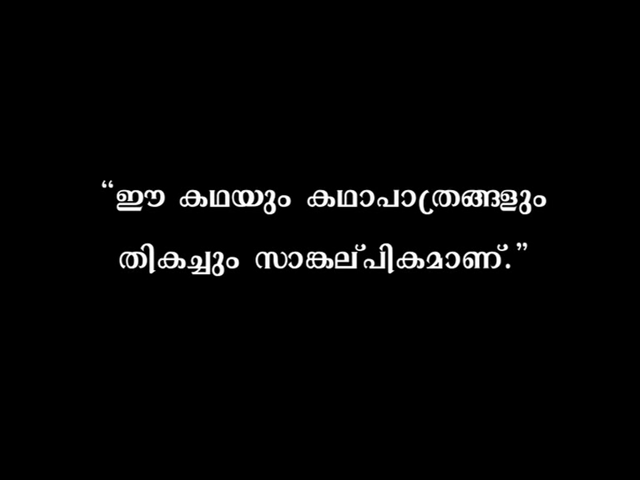 “ഈ കഥയും കഥാപാത്രങ്ങളും
തികച്ചും സാങ്കല്പികമാണ്.”